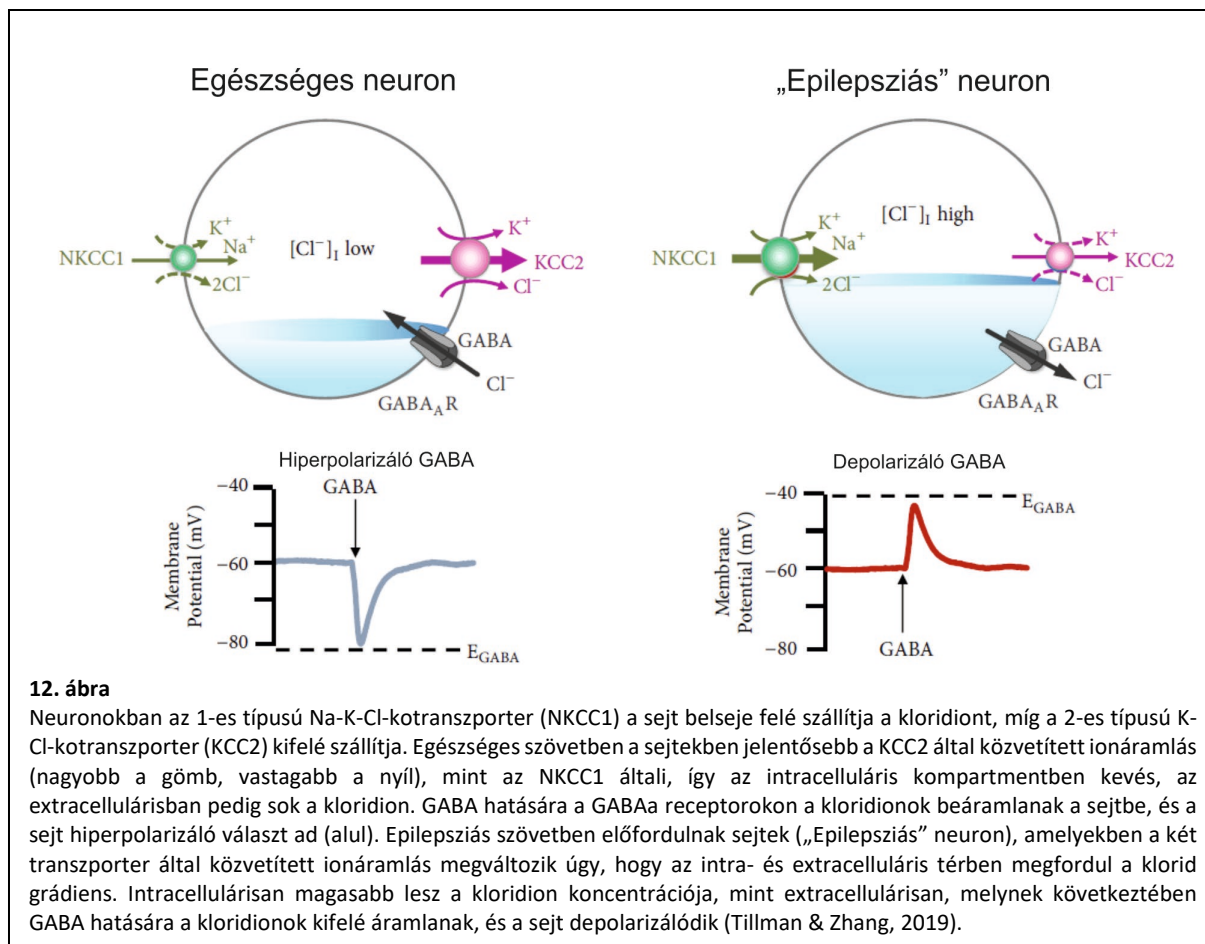 Egészséges neuron
„Epilepsziás” neuron
K⁺
Na⁺
NKCC1
2Cl⁻
[Cl⁻]I low
K⁺
KCC2
Cl⁻
GABA
Cl⁻
GABAAR
K⁺
Na⁺
NKCC1
2Cl⁻
[Cl⁻]I high
K⁺
KCC2
Cl⁻
GABA
Cl⁻
GABAAR
Hiperpolarizáló GABA
GABA
Membrane
Potential (mV)
−40
−60
−80
EGABA
Depolarizáló GABA
Membrane
Potential (mV)
−40
−60
−80
EGABA
GABA
12. ábra
Neuronokban az 1-es típusú Na-K-Cl-kotranszporter (NKCC1) a sejt belseje felé szállítja a kloridiont, míg a 2-es típusú K-
Cl-kotranszporter (KCC2) kifelé szállítja. Egészséges szövetben a sejtekben jelentősebb a KCC2 által közvetített ionáramlás
(nagyobb a gömb, vastagabb a nyíl), mint az NKCC1 általi, így az intracelluláris kompartmentben kevés, az
extracellulárisban pedig sok a kloridion. GABA hatására a GABAa receptorokon a kloridionok beáramlanak a sejtbe, és a
sejt hiperpolarizáló választ ad (alul). Epilepsziás szövetben előfordulnak sejtek („Epilepsziás” neuron), amelyekben a két
transzporter által közvetített ionáramlás megváltozik úgy, hogy az intra- és extracelluláris térben megfordul a klorid
grádiens. Intracellulárisan magasabb lesz a kloridion koncentrációja, mint extracellulárisan, melynek következtében
GABA hatására a kloridionok kifelé áramlanak, és a sejt depolarizálódik (Tillman & Zhang, 2019).